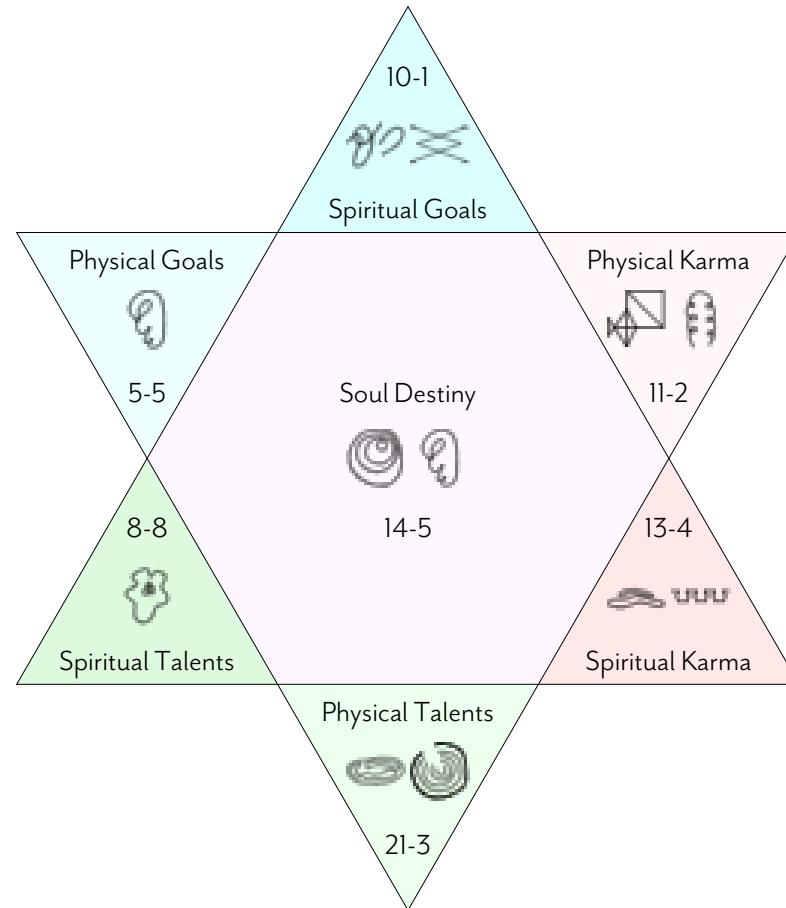 10-1
Spiritual Goals
Physical Goals
5-5
Physical Karma
11-2
Soul Destiny
14-5
8-8
Spiritual Talents
13-4
Spiritual Karma
Physical Talents
21-3